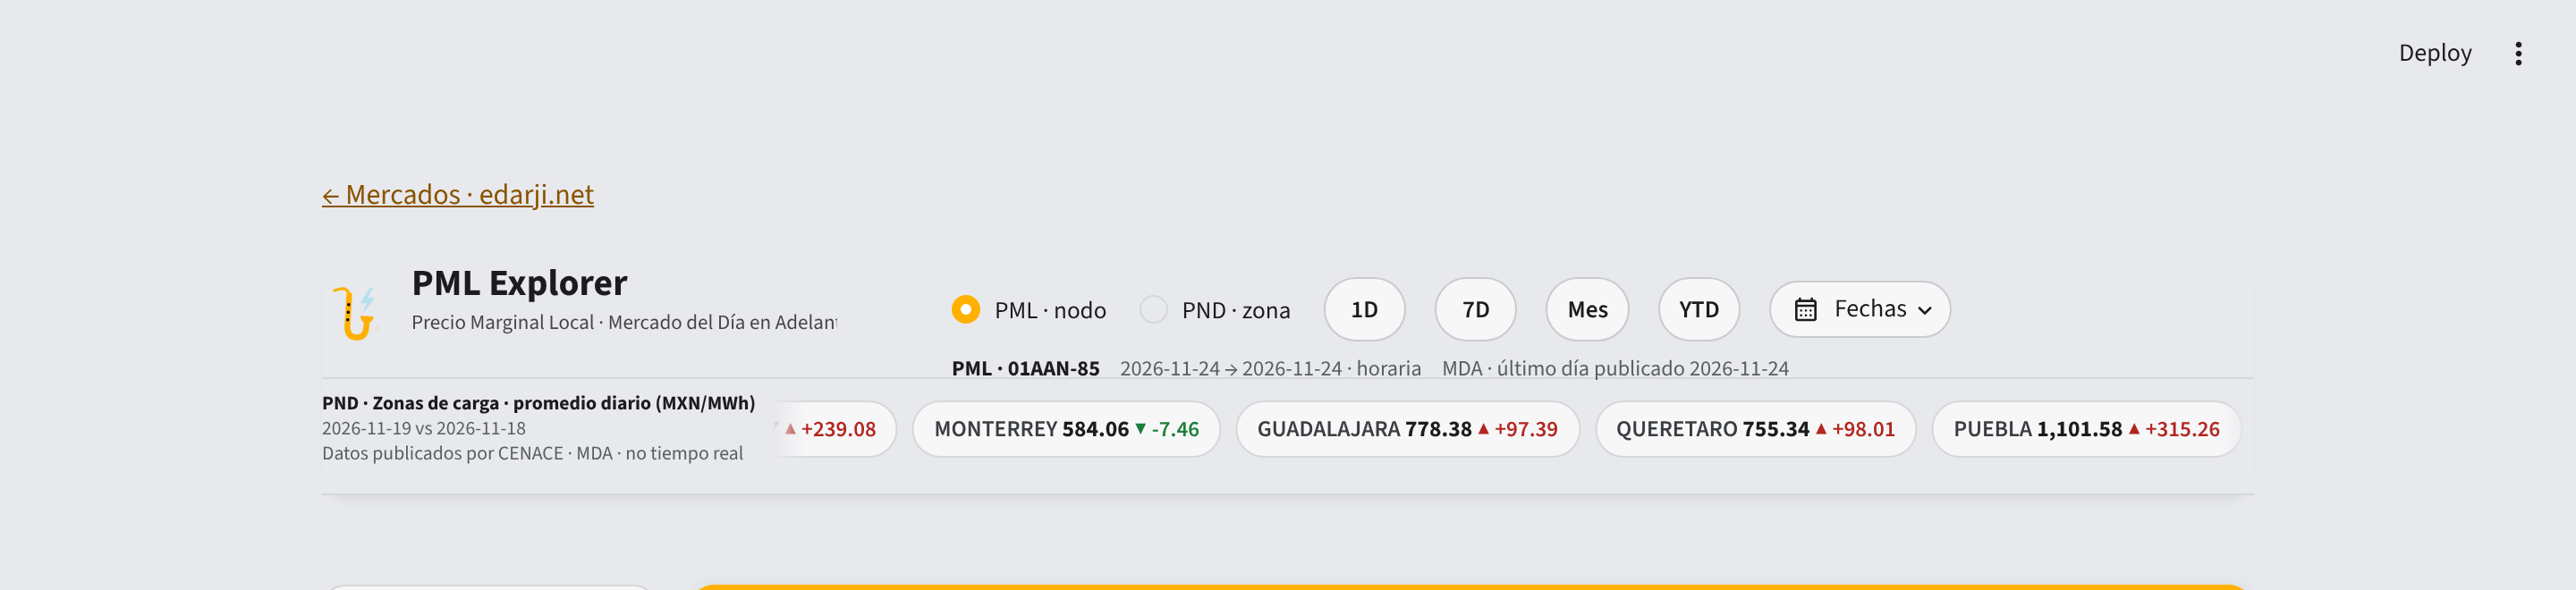 Deploy
← Mercados · edarji.net
PML Explorer
Precio Marginal Local · Mercado del Día en
PML · nodo PND · zona 1D 7D Mes YTD Fechas
PML · 01AAN-85 2026-11-24 → 2026-11-24 · horaria MDA · último día publicado 2026-11-24
PND · Zonas de carga · promedio diario (MXN/MWh)
2026-11-19 vs 2026-11-18
Datos publicados por CENACE · MDA · no tiempo real
▲ +239.08 MONTERREY 584.06 ▼ -7.46 GUADALAJARA 778.38 ▲ +97.39 QUERETARO 755.34 ▲ +98.01 PUEBLA 1,101.58 ▲ +315.26